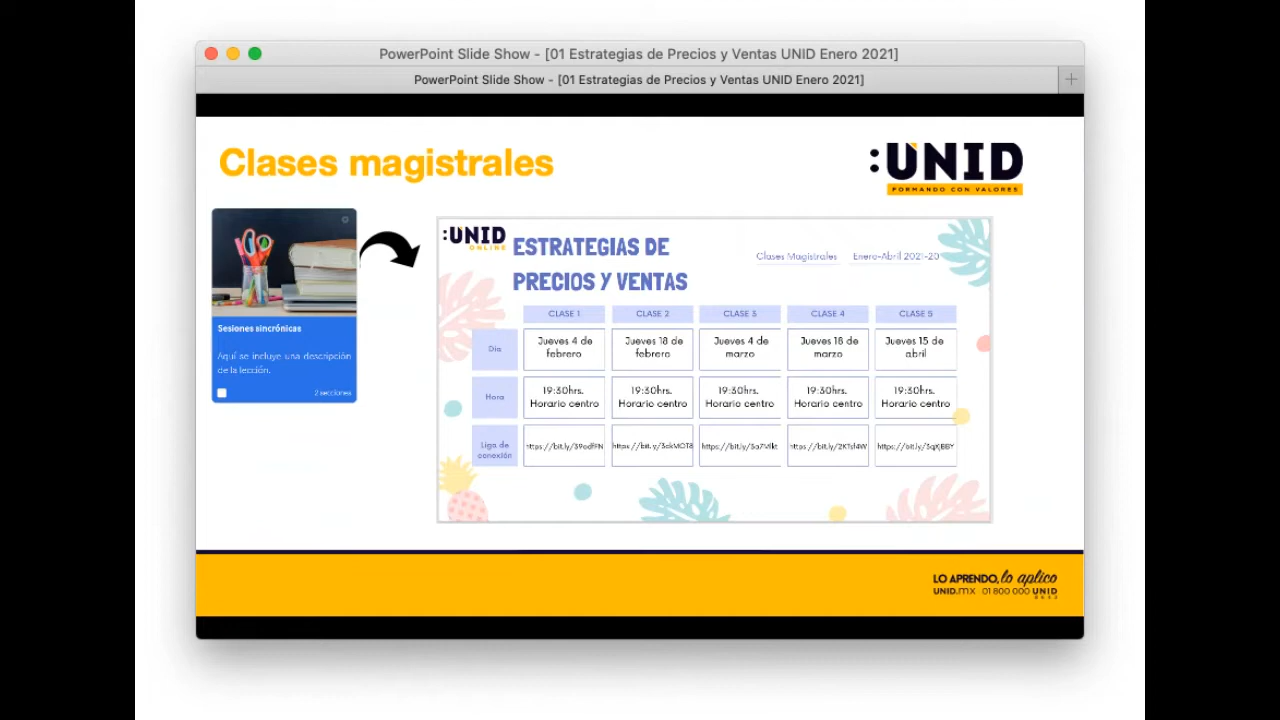 PowerPoint Slide Show - [01 Estrategias de Precios y Ventas UNID Enero 2021]
PowerPoint Slide Show - [01 Estrategias de Precios y Ventas UNID Enero 2021]
Clases magistrales
:UNID
FORMANDO CON VALORES
Sesiones sincrónicas
Aquí se incluye una descripción
de la lección.
2 secciones
:UNID
ONLINE
ESTRATEGIAS DE
PRECIOS Y VENTAS
Clases Magistrales Enero-Abril 2021-20
CLASE 1 CLASE 2 CLASE 3 CLASE 4 CLASE 5
Día
Jueves 4 de
febrero
Jueves 18 de
febrero
Jueves 4 de
marzo
Jueves 18 de
marzo
Jueves 15 de
abril
Hora
19:30hrs.
Horario centro
19:30hrs.
Horario centro
19:30hrs.
Horario centro
19:30hrs.
Horario centro
19:30hrs.
Horario centro
Liga de
conexión
LO APRENDO, lo aplico
UNID.mx 01 800 000 UNID